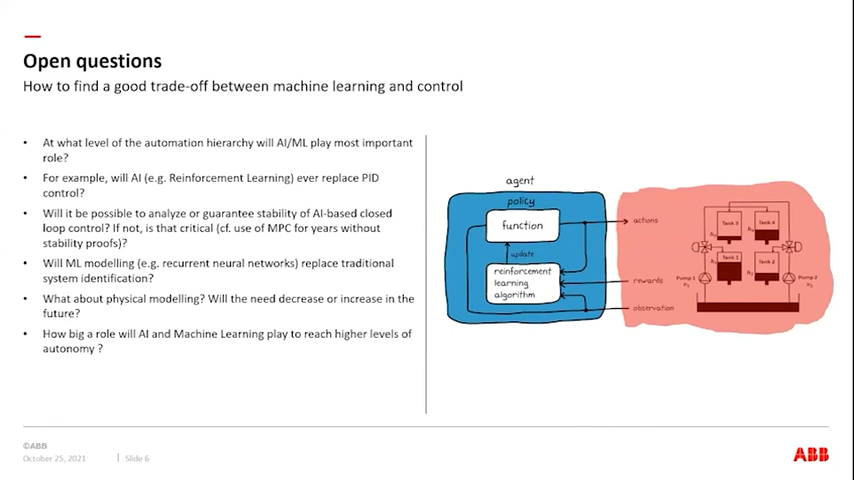 Open questions
How to find a good trade-off between machine learning and control
• At what level of the automation hierarchy will AI/ML play most important
role?
• For example, will AI (e.g. Reinforcement Learning) ever replace PID
control?
• Will it be possible to analyze or guarantee stability of AI-based closed
loop control? If not, is that critical (cf. use of MPC for years without
stability proofs)?
• Will ML modelling (e.g. recurrent neural networks) replace traditional
system identification?
• What about physical modelling? Will the need decrease or increase in the
future?
• How big a role will AI and Machine Learning play to reach higher levels of
autonomy ?
agent
policy
function
update
reinforcement
learning
algorithm
actions
rewards
observation
Tank 3
Tank 4
Tank 1
Tank 2
Pump 1
Pump 2
©ABB
October 25, 2021
Slide 6
ABB